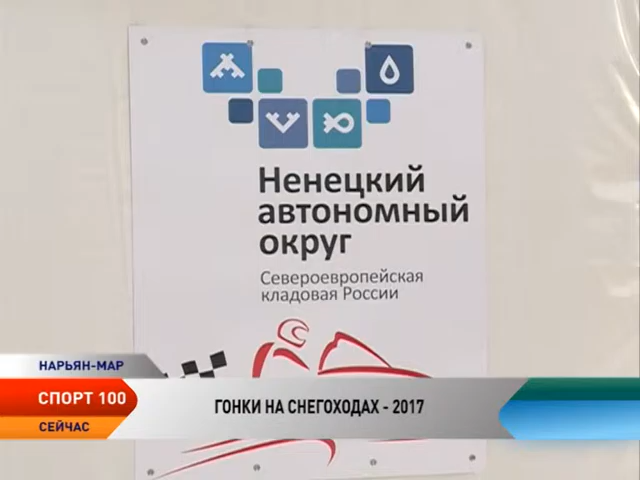 Ненецкий
автономный
округ
Североевропейская
кладовая России
НАРЬЯН-МАР
СПОРТ 100
СЕЙЧАС
ГОНКИ НА СНЕГОХОДАХ - 2017